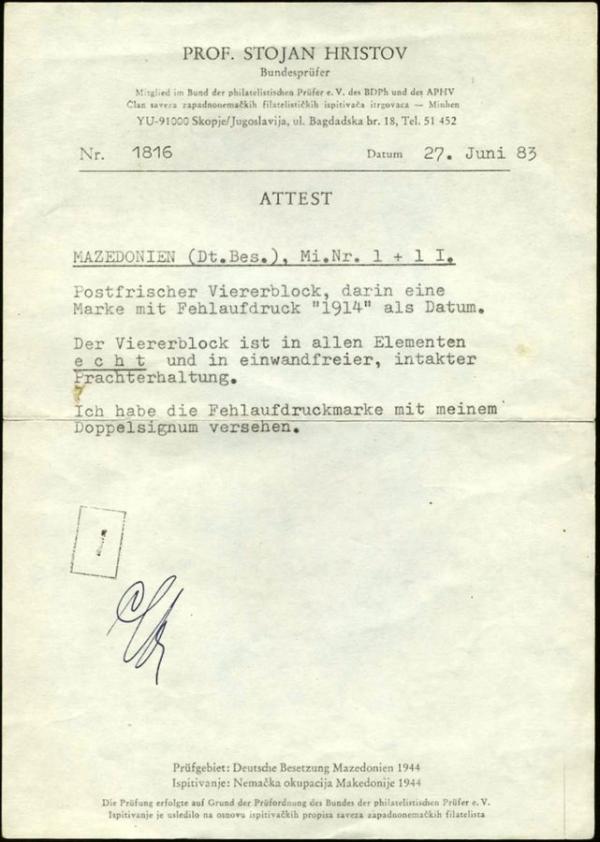 PROF. STOJAN HRISTOV
Bundesprüfer
Mitglied im Bund der philatelistischen Prüfer e. V. des BDPh und des APHV
Član saveza zapadnonemačkih filatelističkih ispitivača itrgovaca — Minhen
YU-91000 Skopje/Jugoslavija, ul. Bagdadska br. 18, Tel. 51 452
Nr. 1816 Datum 27. Juni 83
ATTEST
MAZEDONIEN (Dt.Bes.), Mi.Nr. 1 + 1 I.
Postfrischer Viererblock, darin eine
Marke mit Fehlaufdruck "1914" als Datum.
Der Viererblock ist in allen Elementen
e c h t und in einwandfreier, intakter
Prachterhaltung.
Ich habe die Fehlaufdruckmarke mit meinem
Doppelsignum versehen.
Prüfgebiet: Deutsche Besetzung Mazedonien 1944
Ispitivanje: Nemačka okupacija Makedonije 1944
Die Prüfung erfolgte auf Grund der Prüfordnung des Bundes der philatelistischen Prüfer e. V.
Ispitivanje je usledilo na osnovu ispitivačkih propisa saveza zapadnonemačkih filatelista